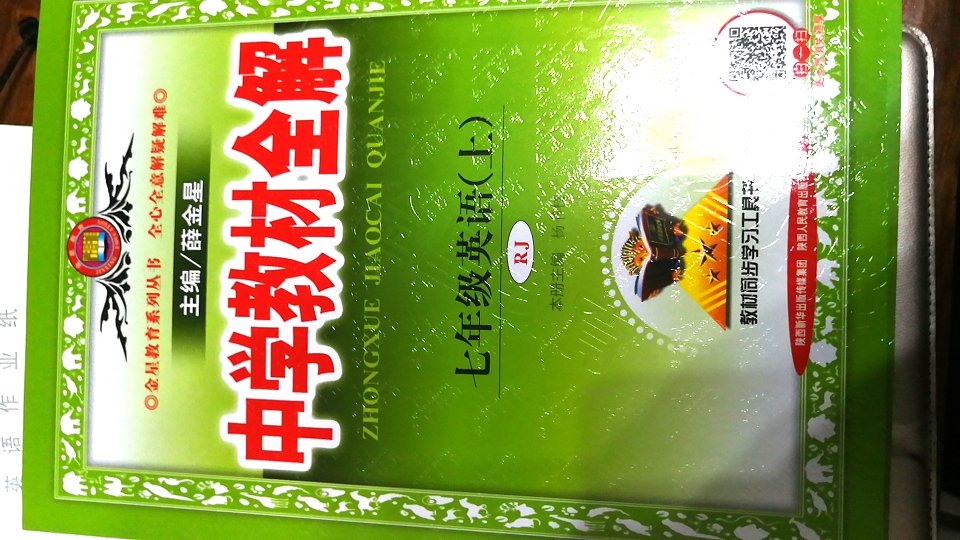 金星教育系列丛书 全心全意解疑解难
主编/薛金星
中学教材全解
ZHONGXUE JIAOCAI QUANJIE
七年级英语(上)
RJ
教材同步学习工具书
陕西新华出版传媒集团 陕西人民教育出版社
扫一扫
英语作业纸